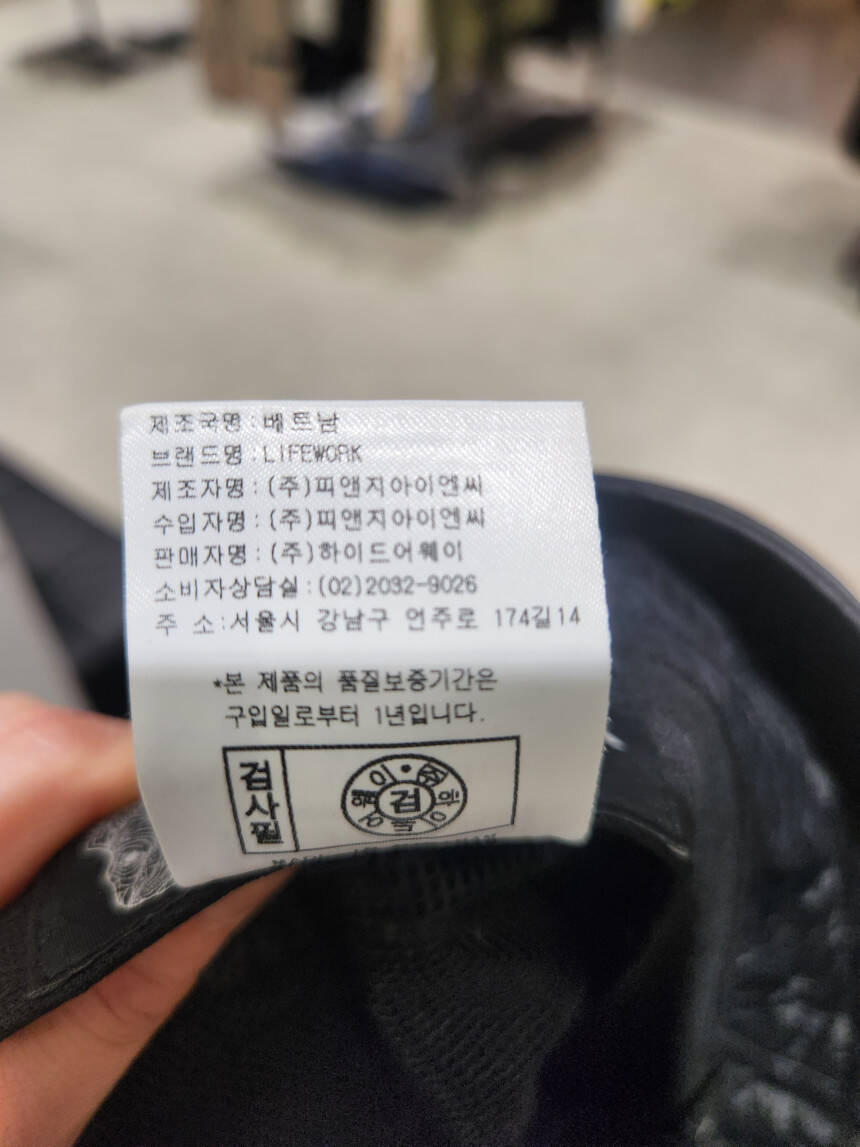 제조국명:베트남
브랜드명:LIFEWORK
제조자명:(주)피앤지아이엔씨
수입자명:(주)피앤지아이엔씨
판매자명:(주)하이드어웨이
소비자상담실:(02)2032-9026
주 소:서울시 강남구 언주로 174길14
*본 제품의 품질보증기간은
구입일로부터 1년입니다.
검사필
검